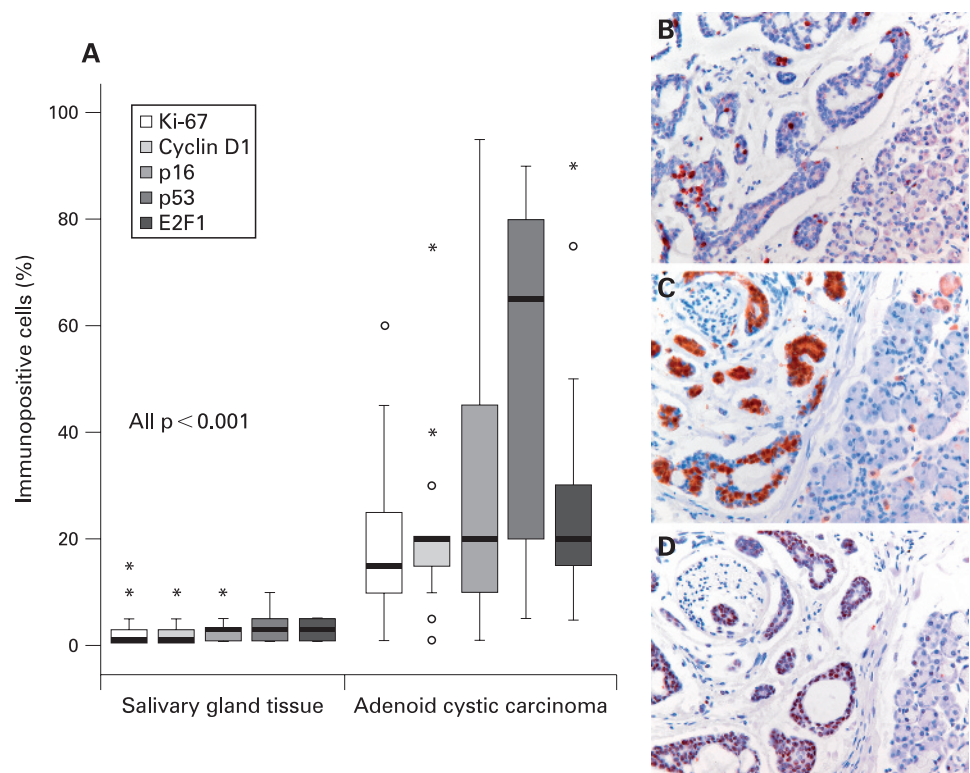 A
100
80
60
40
20
0
Immunopositive cells (%)
Ki-67
Cyclin D1
p16
p53
E2F1
All p < 0.001
Salivary gland tissue
Adenoid cystic carcinoma
B
C
D